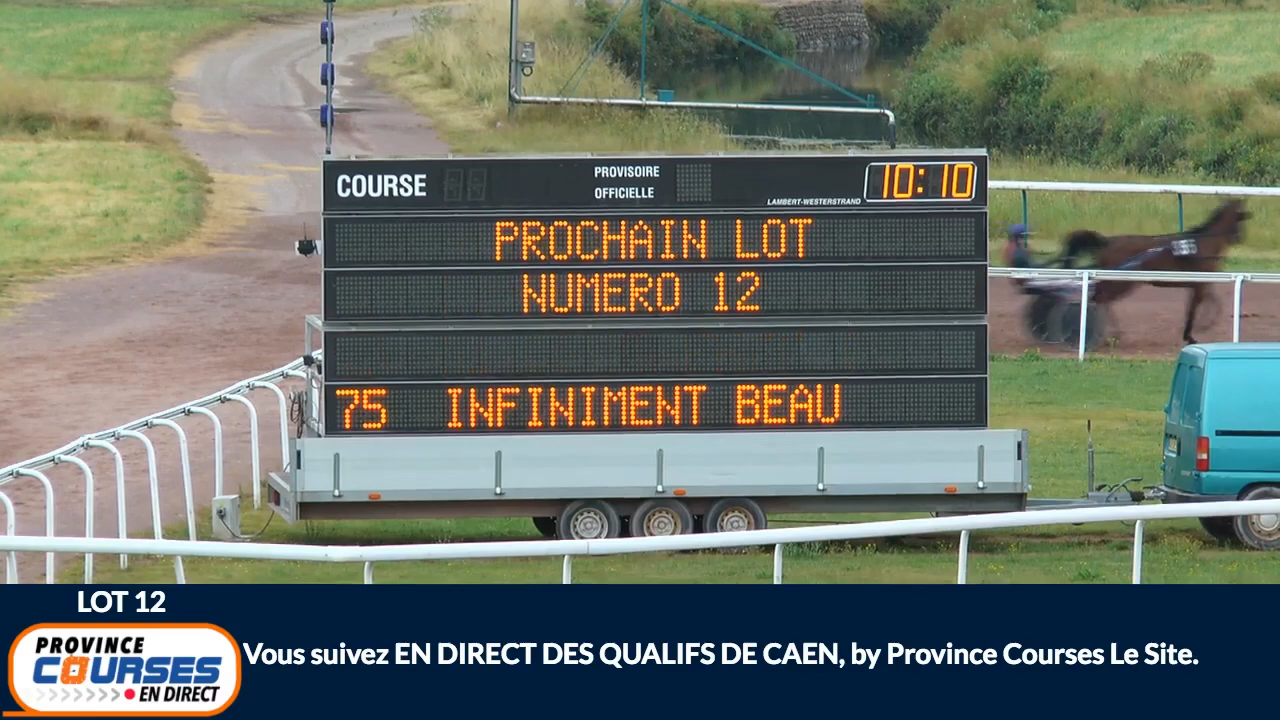 COURSE
PROVISOIRE
OFFICIELLE
LAMBERT-WESTERSTRAND
10:10
PROCHAIN LOT
NUMERO 12
75 INFINIMENT BEAU
LOT 12
PROVINCE
COURSES
EN DIRECT
Vous suivez EN DIRECT DES QUALIFS DE CAEN, by Province Courses Le Site.